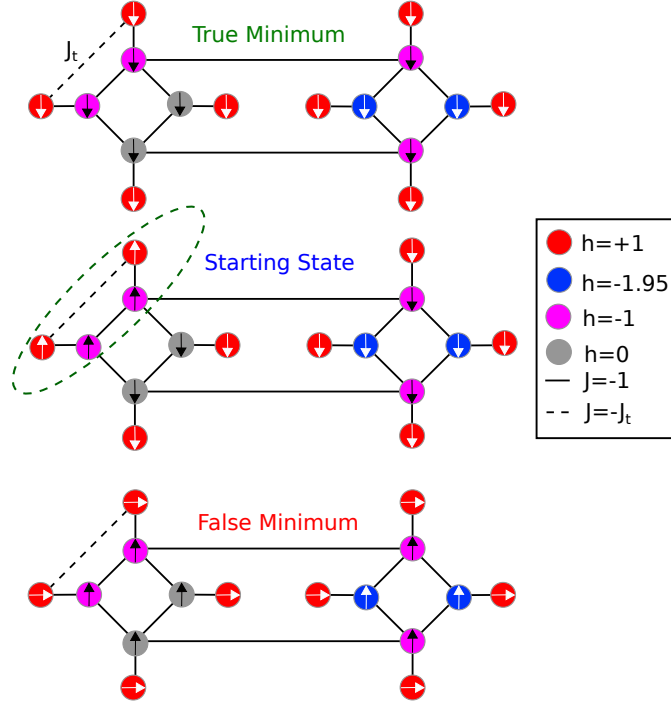 True Minimum
Jₜ
Starting State
h=+1
h=-1.95
h=-1
h=0
J=-1
J=-Jₜ
False Minimum